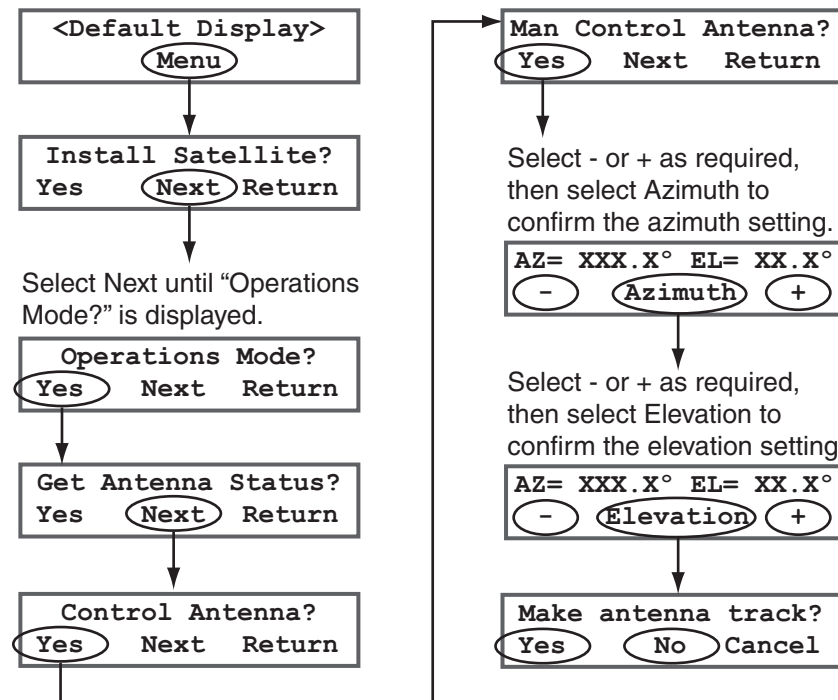 <Default Display>
Menu
Install Satellite?
Yes Next Return
Select Next until “Operations
Mode?” is displayed.
Operations Mode?
Yes Next Return
Get Antenna Status?
Yes Next Return
Control Antenna?
Yes Next Return
Man Control Antenna?
Yes Next Return
Select - or + as required,
then select Azimuth to
confirm the azimuth setting.
AZ= XXX.X° EL= XX.X°
- Azimuth +
Select - or + as required,
then select Elevation to
confirm the elevation setting
AZ= XXX.X° EL= XX.X°
- Elevation +
Make antenna track?
Yes No Cancel